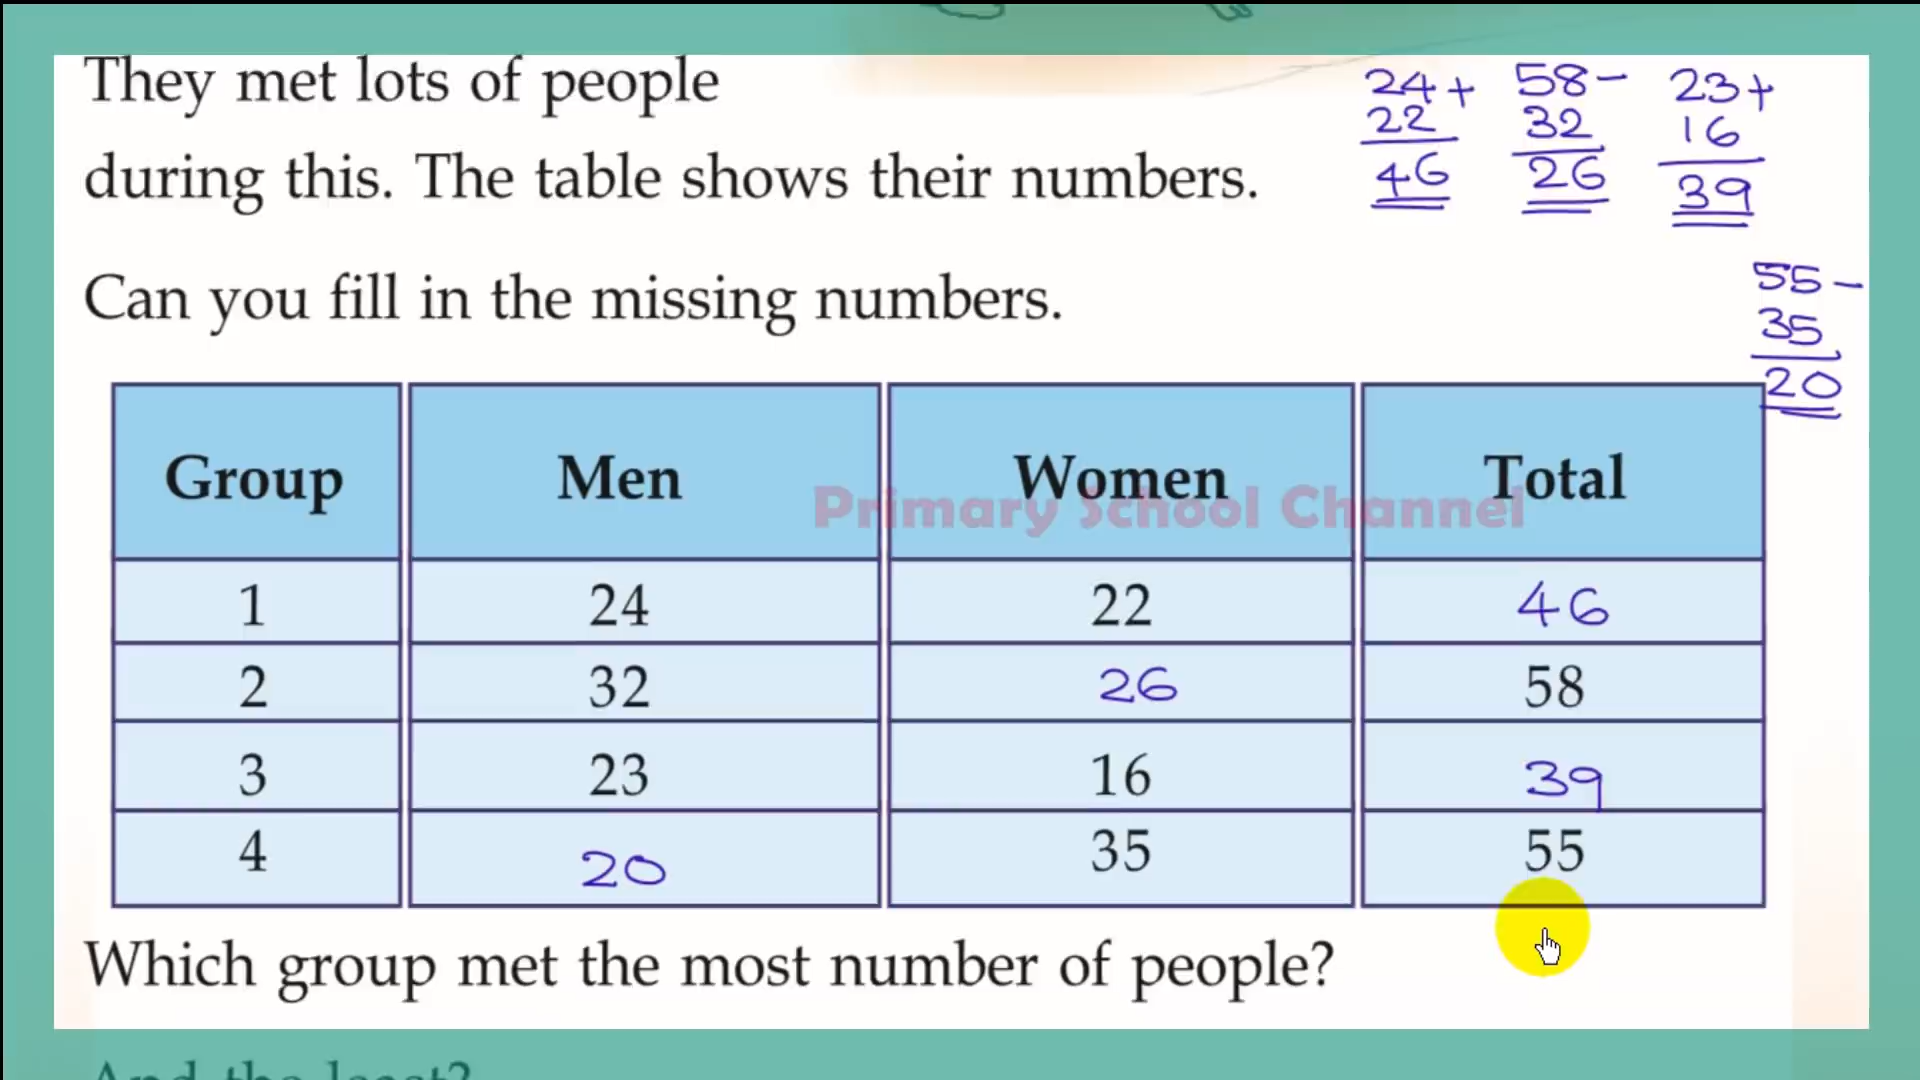 They met lots of people
during this. The table shows their numbers.
Can you fill in the missing numbers.
24+ 58- 23+
22 32 16
46 26 39
55-
35
20
Group Men Women Total
Primary School Channel
1 24 22 46
2 32 26 58
3 23 16 39
4 20 35 55
Which group met the most number of people?
And the least?